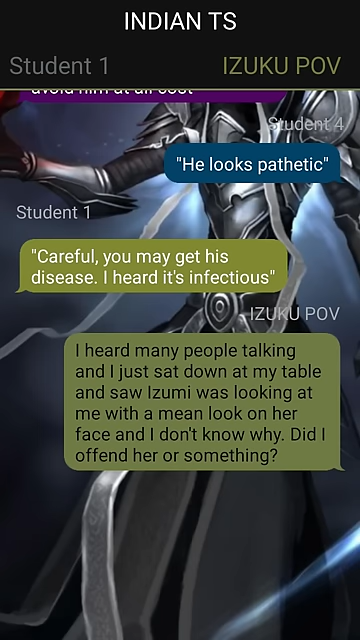 INDIAN TS
Student 1
IZUKU POV
avoid him at all cost
Student 4
"He looks pathetic"
Student 1
"Careful, you may get his
disease. I heard it's infectious"
IZUKU POV
I heard many people talking
and I just sat down at my table
and saw Izumi was looking at
me with a mean look on her
face and I don't know why. Did I
offend her or something?